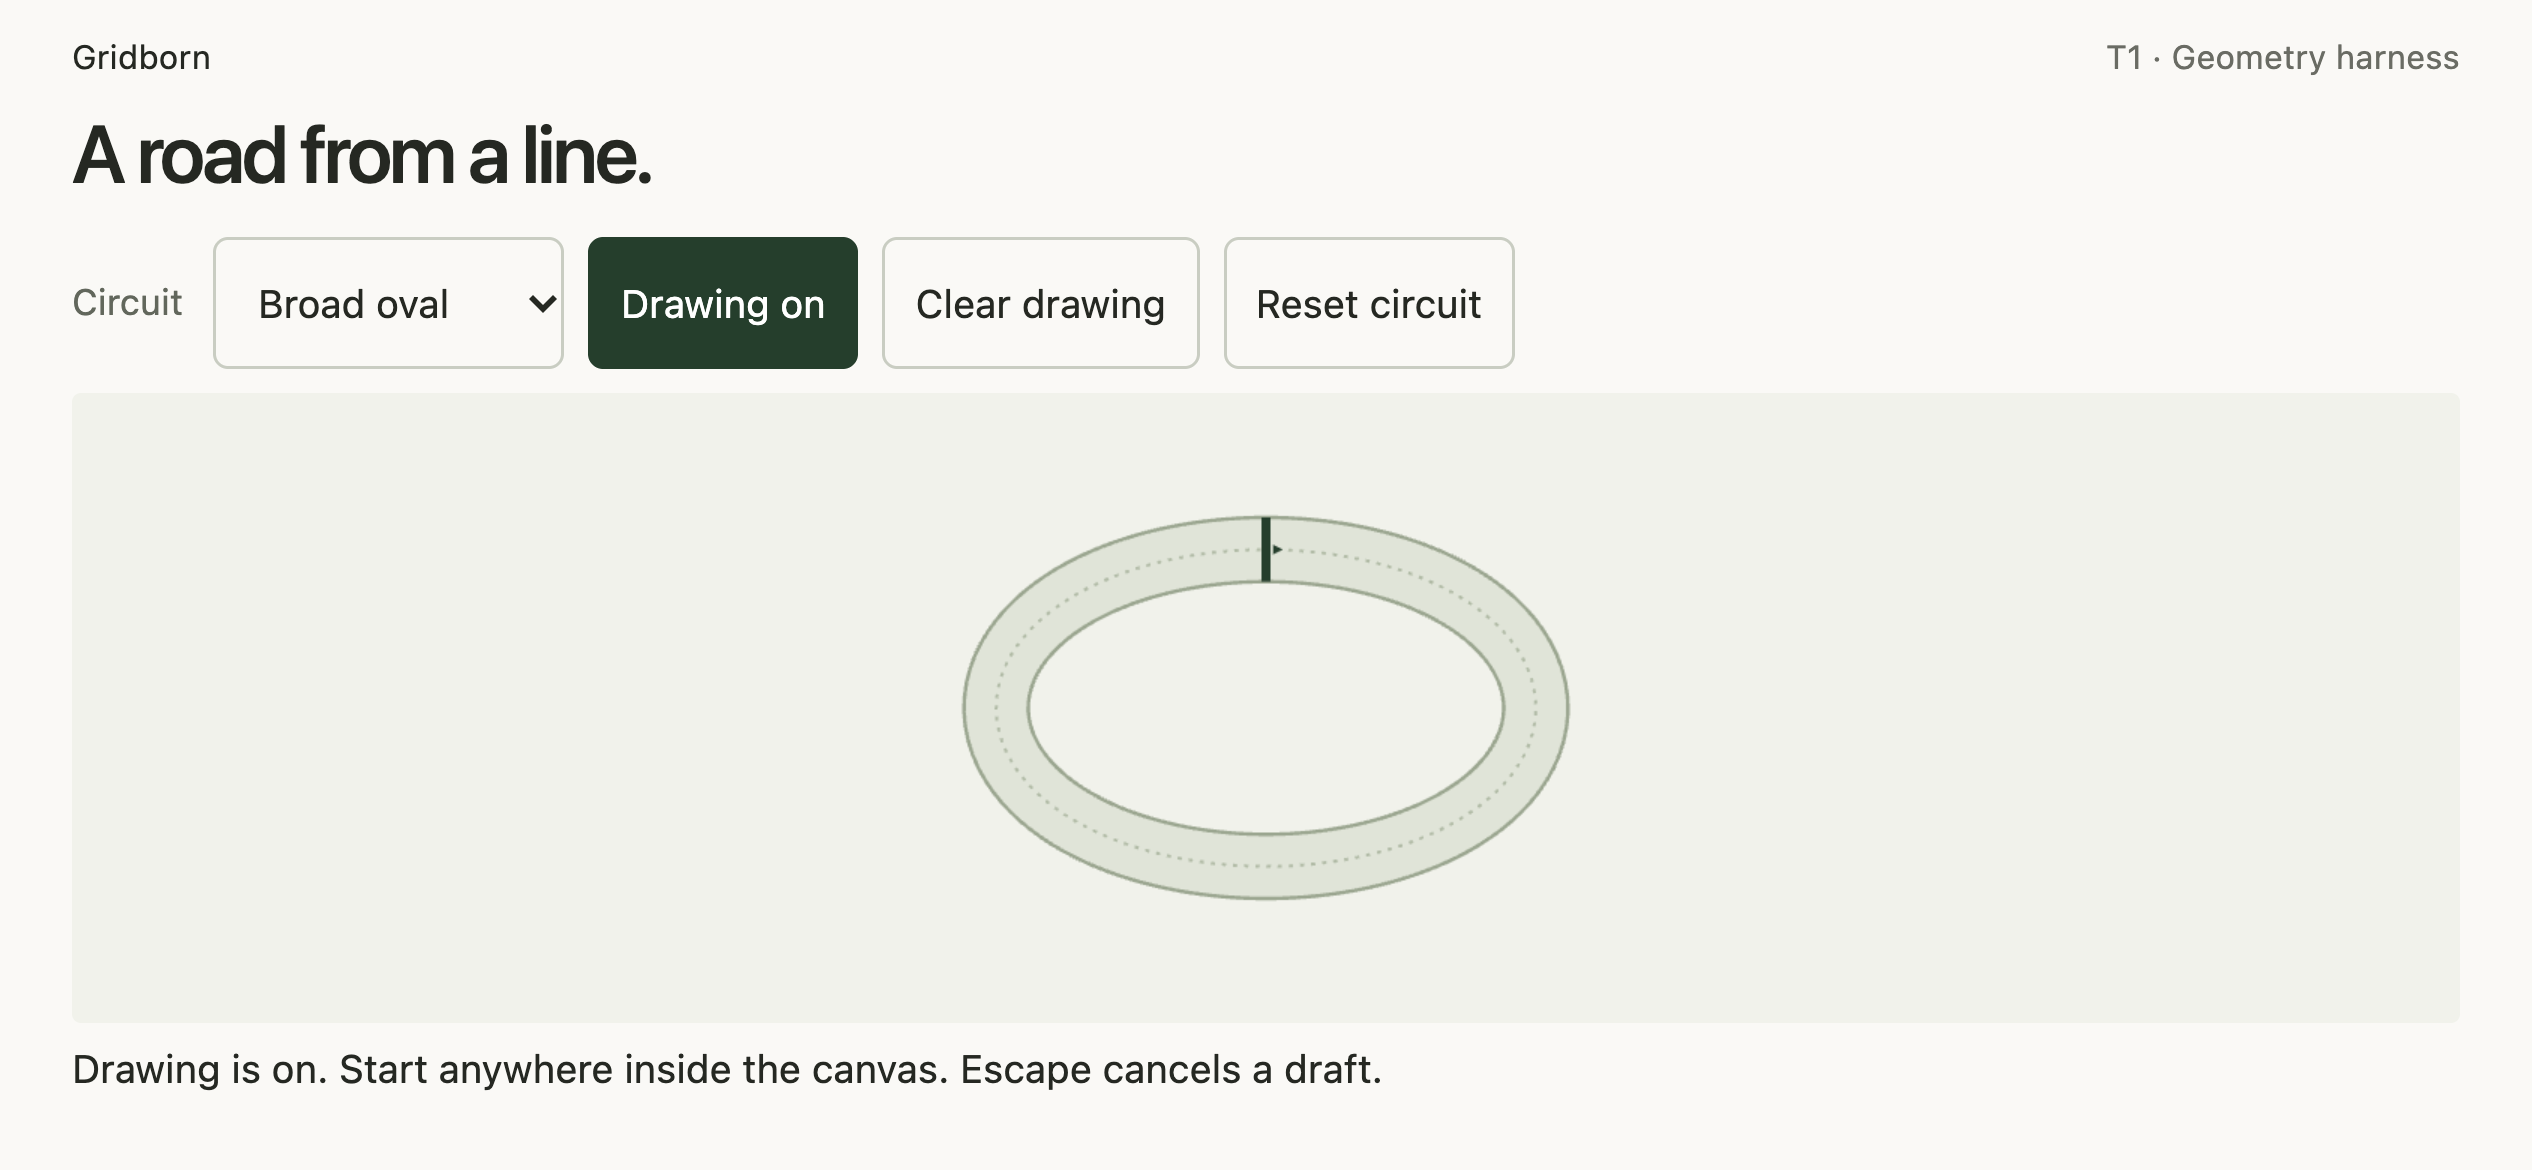 Gridborn
T1 · Geometry harness
A road from a line.
Circuit
Broad oval
Drawing on
Clear drawing
Reset circuit
Drawing is on. Start anywhere inside the canvas. Escape cancels a draft.